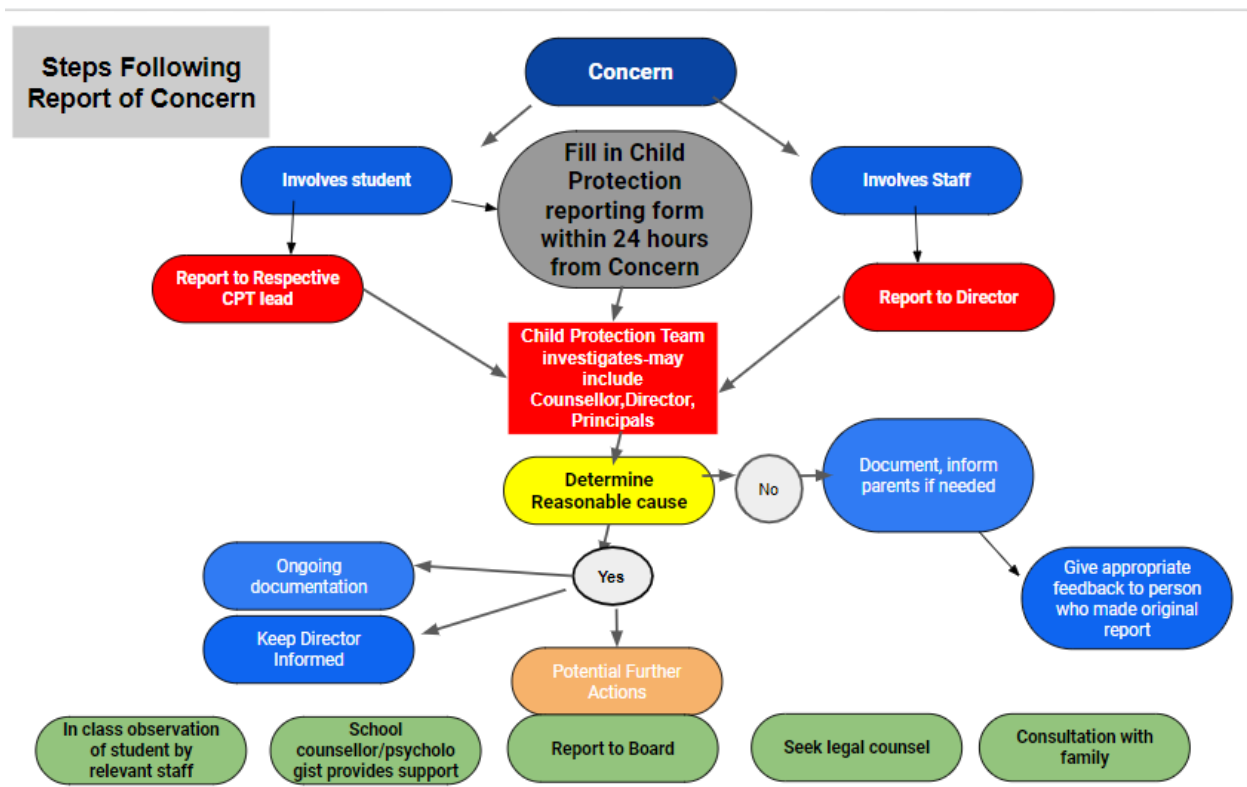 Steps Following
Report of Concern
Concern
Involves student
Fill in Child
Protection
reporting form
within 24 hours
from Concern
Involves Staff
Report to Respective
CPT lead
Report to Director
Child Protection Team
investigates-may
include
Counsellor,Director,
Principals
Determine
Reasonable cause
No
Document, inform
parents if needed
Yes
Ongoing
documentation
Keep Director
Informed
Give appropriate
feedback to person
who made original
report
Potential Further
Actions
In class observation
of student by
relevant staff
School
counsellor/psycholo
gist provides support
Report to Board
Seek legal counsel
Consultation with
family